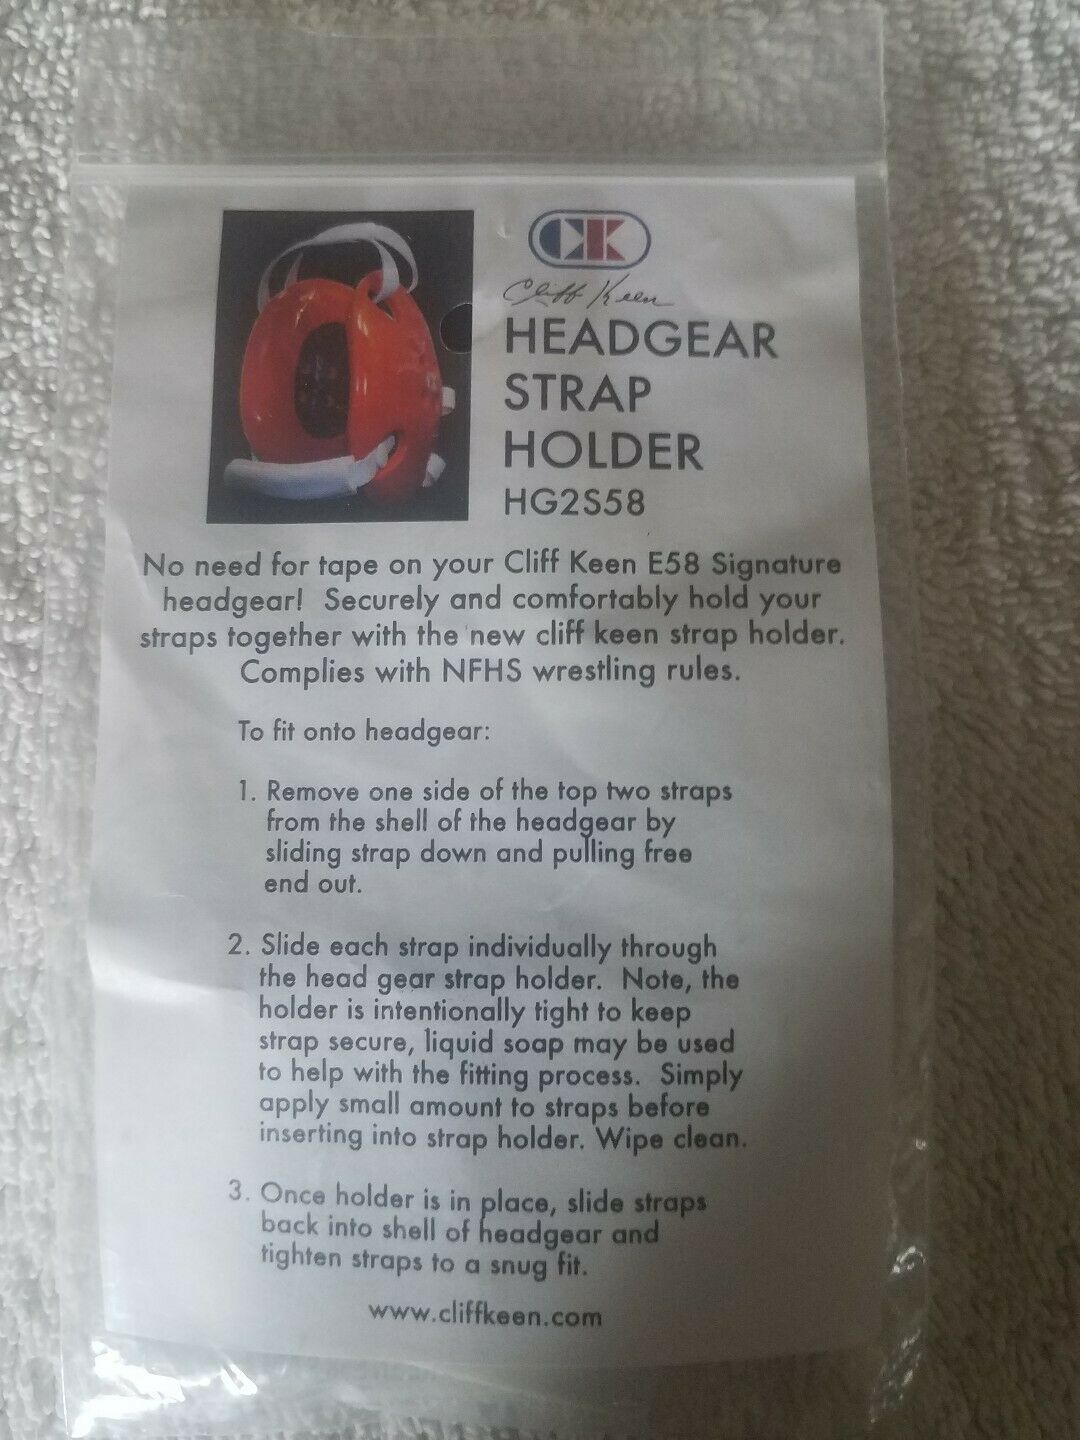 Cliff Keen
HEADGEAR
STRAP
HOLDER
HG2S58
No need for tape on your Cliff Keen E58 Signature
headgear! Securely and comfortably hold your
straps together with the new cliff keen strap holder.
Complies with NFHS wrestling rules.
To fit onto headgear:
1. Remove one side of the top two straps
from the shell of the headgear by
sliding strap down and pulling free
end out.
2. Slide each strap individually through
the head gear strap holder. Note, the
holder is intentionally tight to keep
strap secure, liquid soap may be used
to help with the fitting process. Simply
apply small amount to straps before
inserting into strap holder. Wipe clean.
3. Once holder is in place, slide straps
back into shell of headgear and
tighten straps to a snug fit.
www.cliffkeen.com